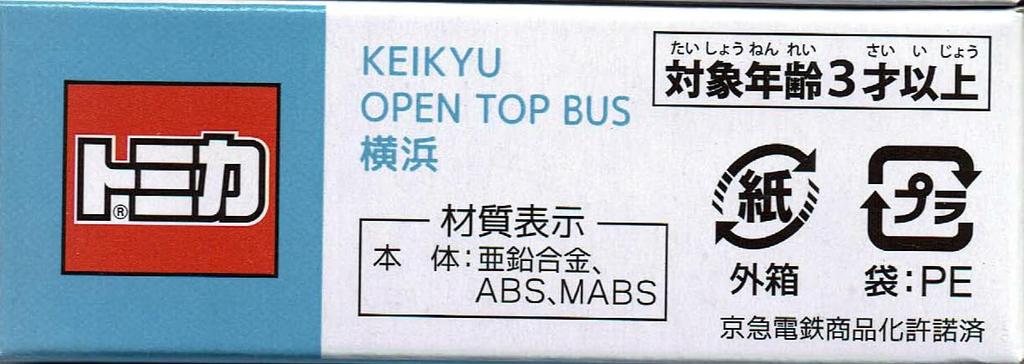 トミカ
®
KEIKYU
OPEN TOP BUS
横浜
たいしょうねんれい さいいじょう
対象年齢3才以上
材質表示
本 体:亜鉛合金、
ABS、MABS
紙
外箱
プラ
袋:PE
京急電鉄商品化許諾済